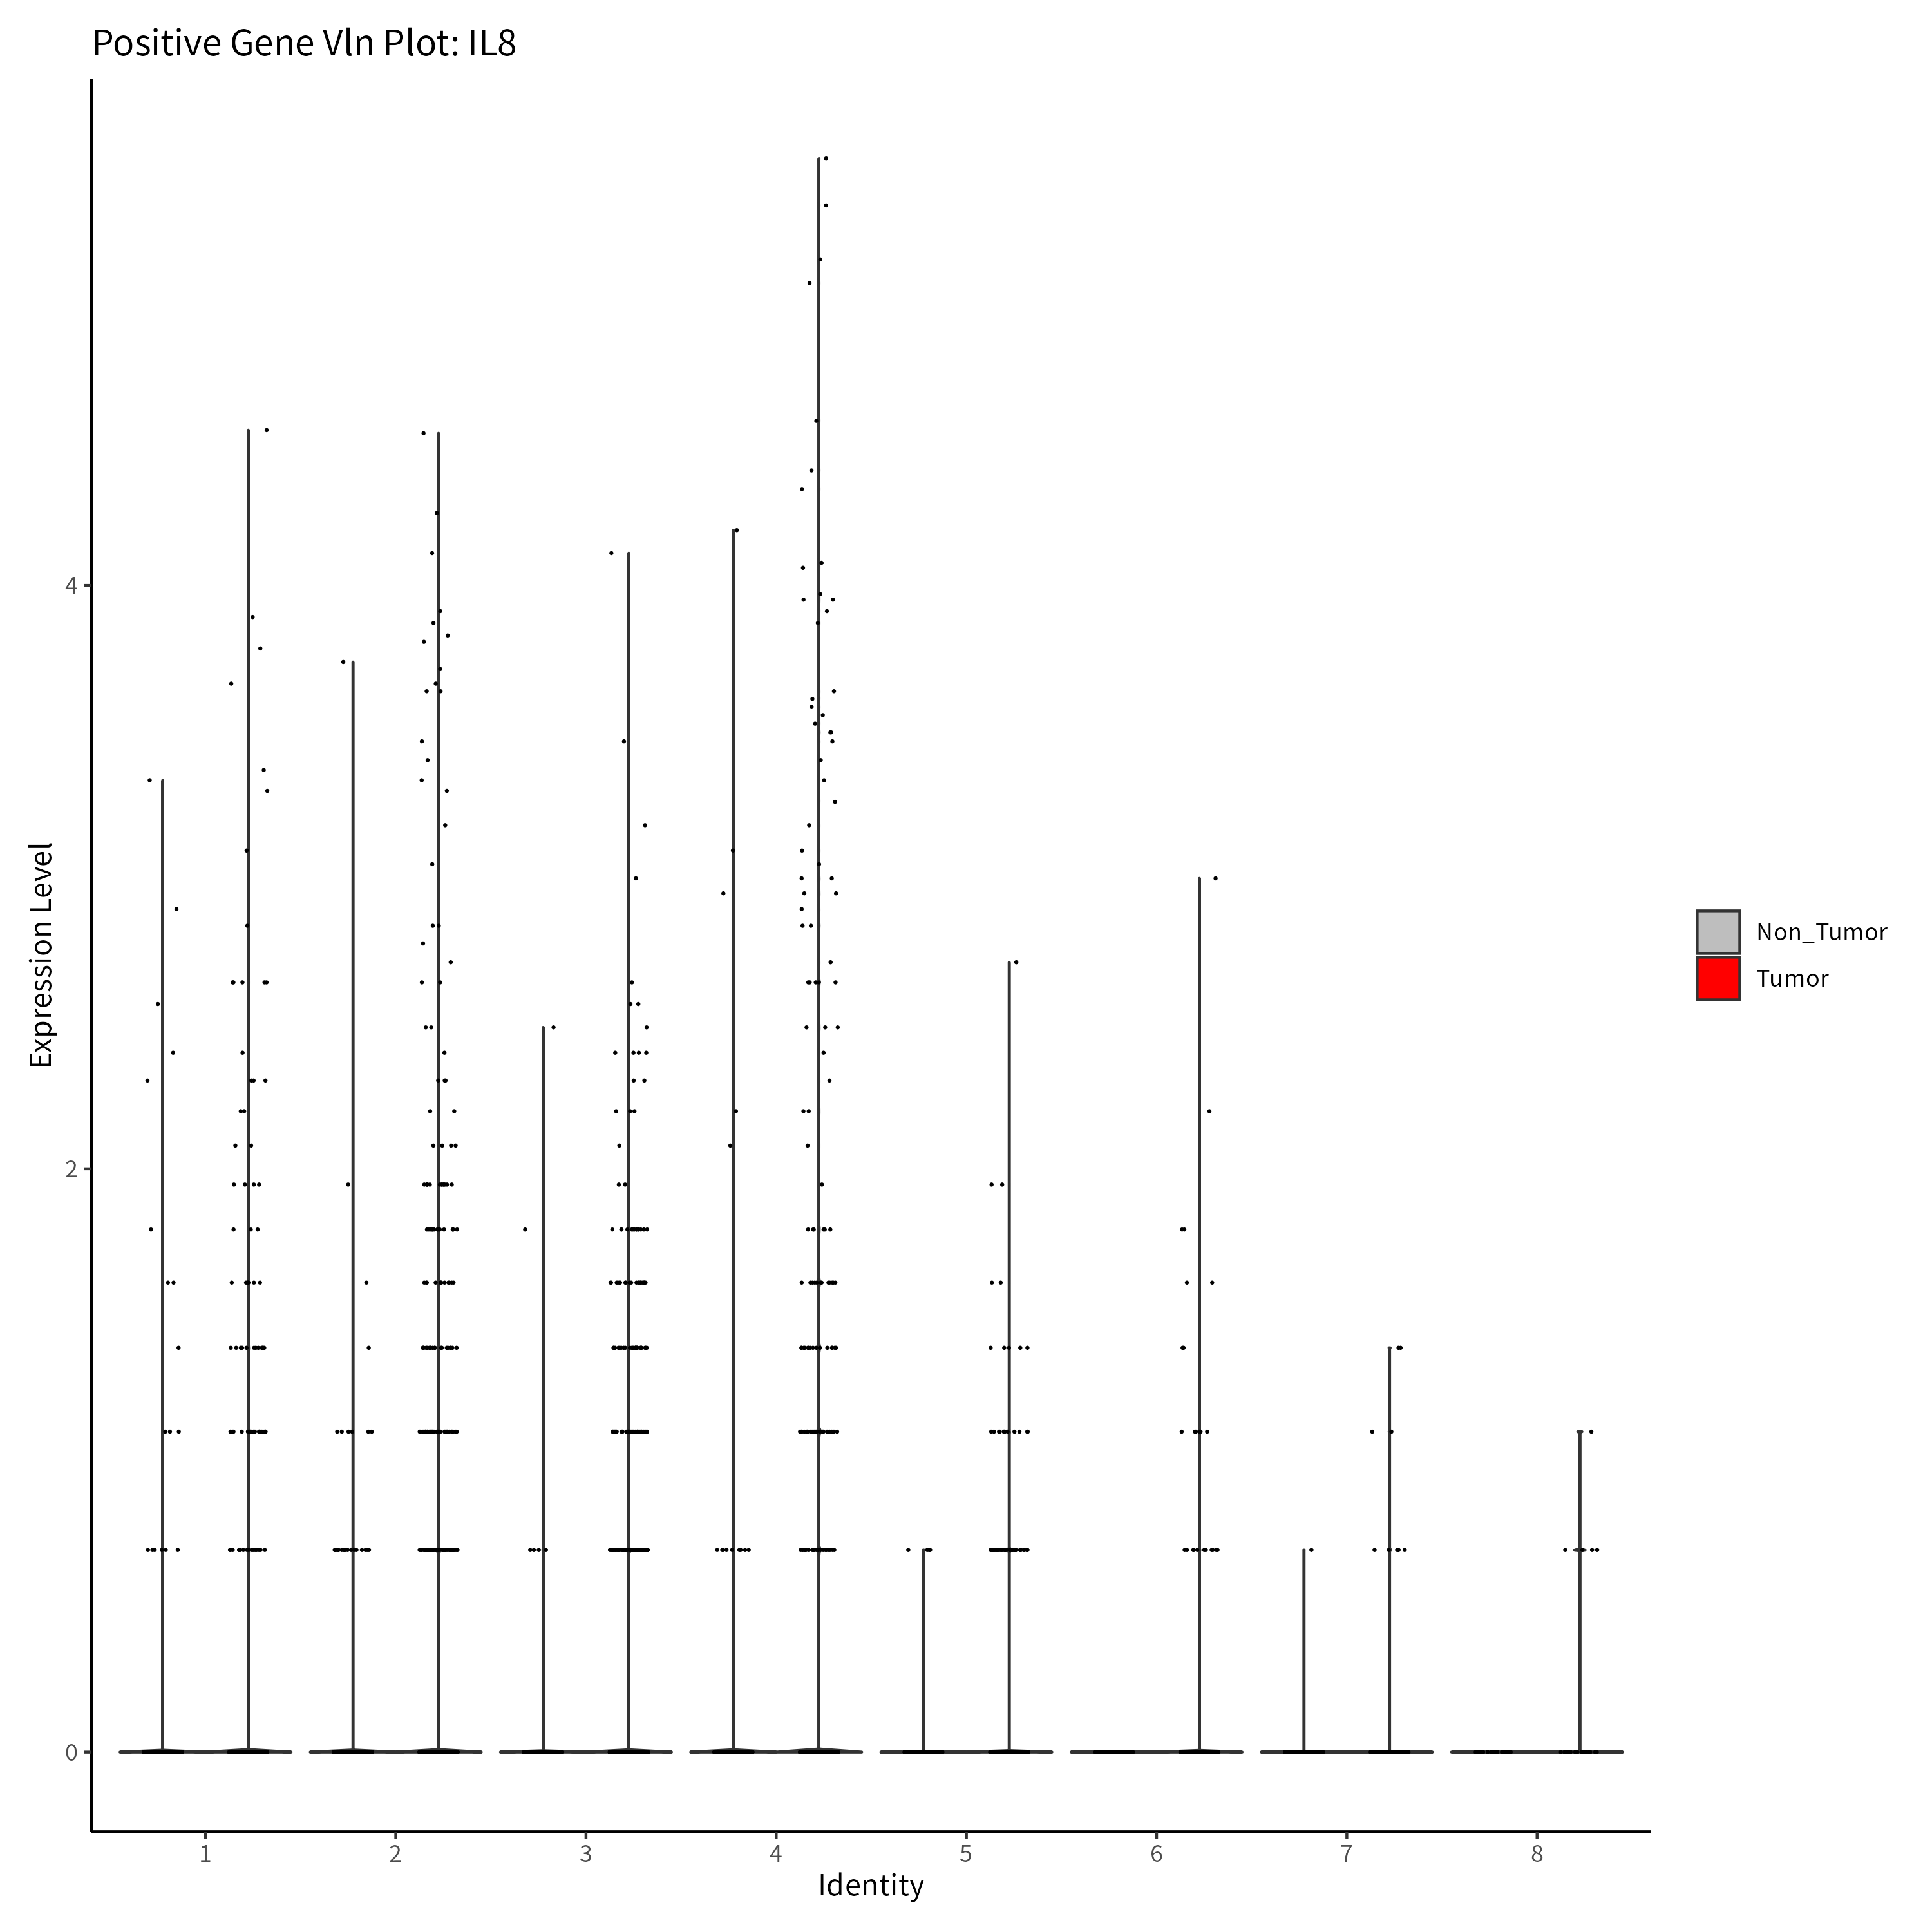 Positive Gene Vln Plot: IL8
Expression Level
4
2
0
1 2 3 4 5 6 7 8
Identity
Non_Tumor
Tumor